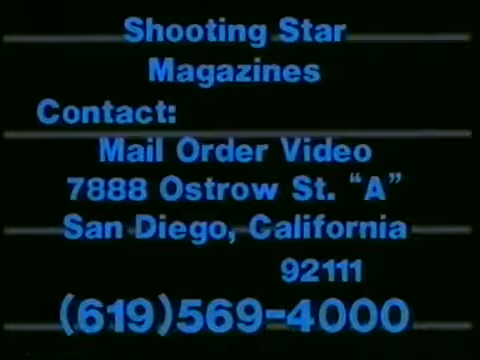 Shooting Star
Magazines
Contact:
Mail Order Video
7888 Ostrow St. “A”
San Diego, California
92111
(619)569-4000